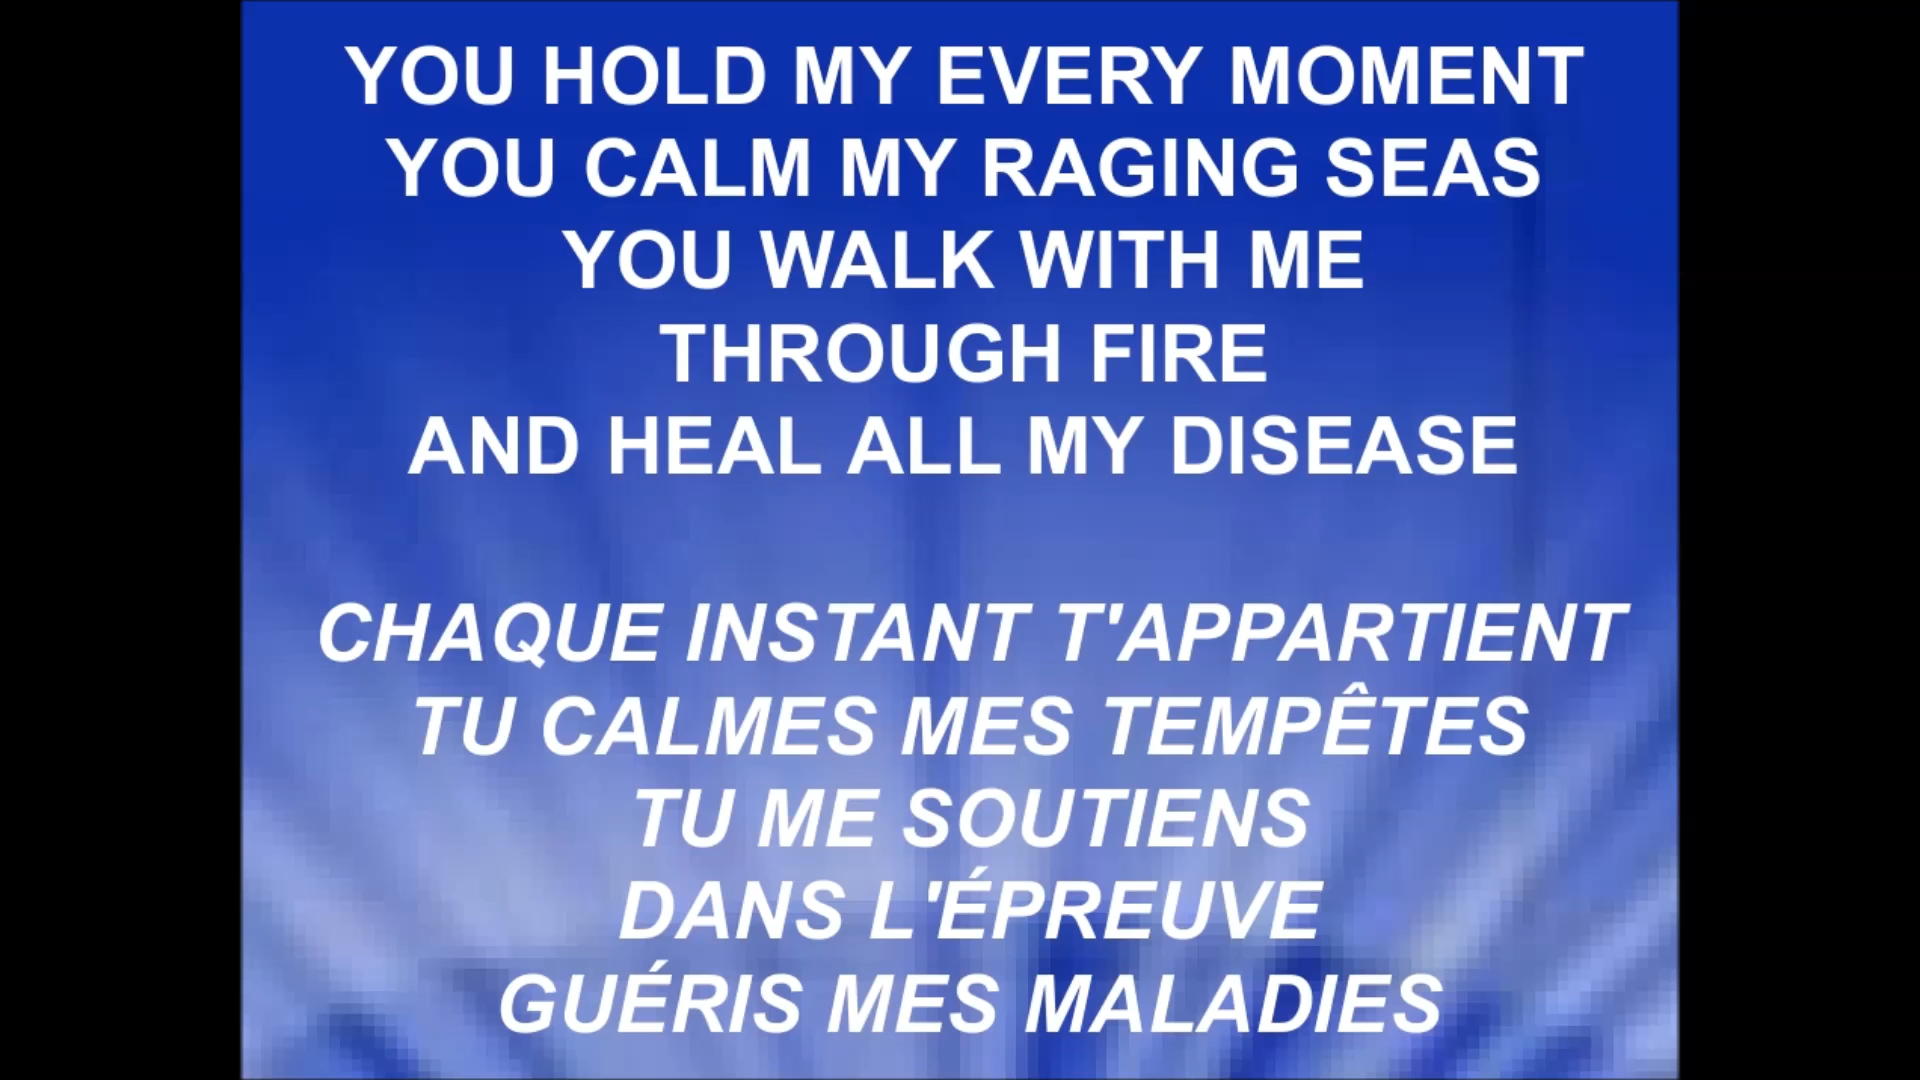 YOU HOLD MY EVERY MOMENT
YOU CALM MY RAGING SEAS
YOU WALK WITH ME
THROUGH FIRE
AND HEAL ALL MY DISEASE
CHAQUE INSTANT T'APPARTIENT
TU CALMES MES TEMPÊTES
TU ME SOUTIENS
DANS L'ÉPREUVE
GUÉRIS MES MALADIES